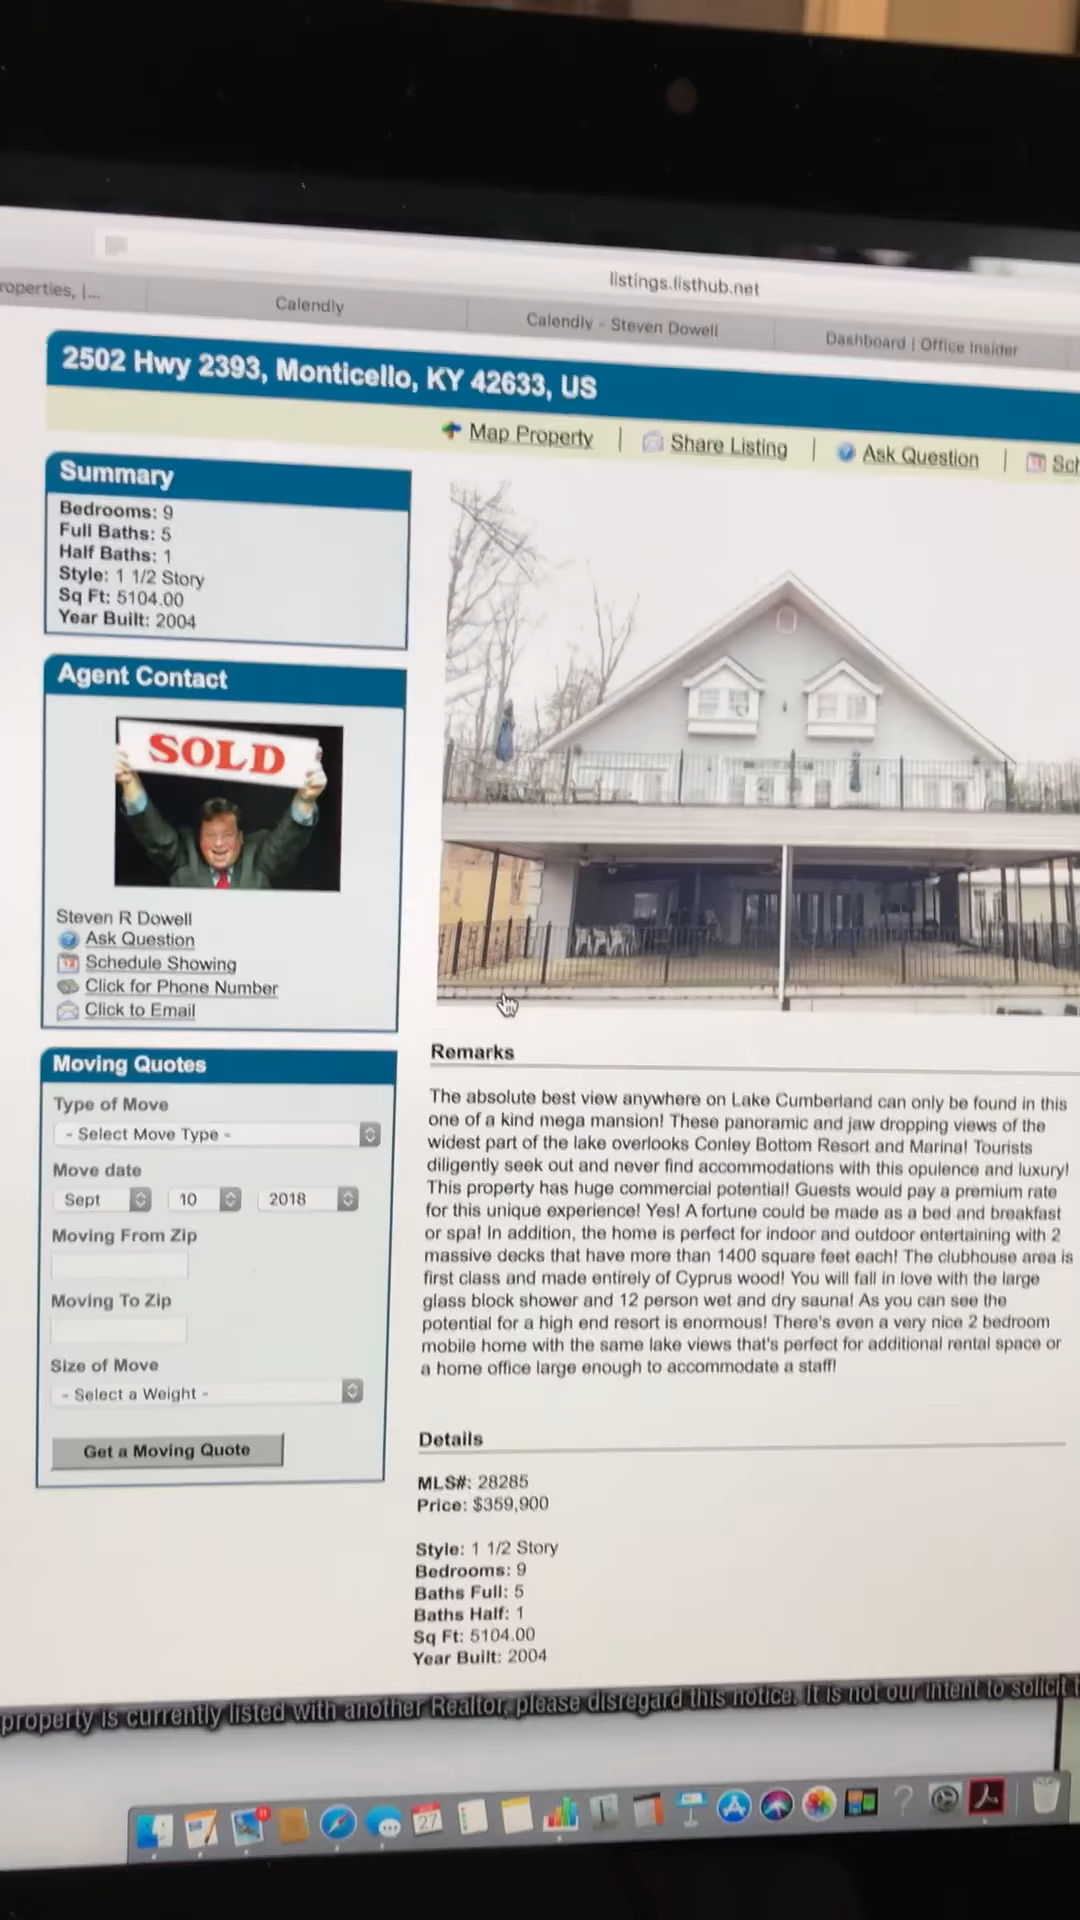 listings.listhub.net
roperties, |...
Calendly
Calendly - Steven Dowell
Dashboard | Office Insider
2502 Hwy 2393, Monticello, KY 42633, US
Map Property | Share Listing | Ask Question | Sch
Summary
Bedrooms: 9
Full Baths: 5
Half Baths: 1
Style: 1 1/2 Story
Sq Ft: 5104.00
Year Built: 2004
Agent Contact
SOLD
Steven R Dowell
Ask Question
Schedule Showing
Click for Phone Number
Click to Email
Moving Quotes
Type of Move
- Select Move Type -
Move date
Sept 10 2018
Moving From Zip
Moving To Zip
Size of Move
- Select a Weight -
Get a Moving Quote
Remarks
The absolute best view anywhere on Lake Cumberland can only be found in this
one of a kind mega mansion! These panoramic and jaw dropping views of the
widest part of the lake overlooks Conley Bottom Resort and Marina! Tourists
diligently seek out and never find accommodations with this opulence and luxury!
This property has huge commercial potential! Guests would pay a premium rate
for this unique experience! Yes! A fortune could be made as a bed and breakfast
or spa! In addition, the home is perfect for indoor and outdoor entertaining with 2
massive decks that have more than 1400 square feet each! The clubhouse area is
first class and made entirely of Cyprus wood! You will fall in love with the large
glass block shower and 12 person wet and dry sauna! As you can see the
potential for a high end resort is enormous! There's even a very nice 2 bedroom
mobile home with the same lake views that's perfect for additional rental space or
a home office large enough to accommodate a staff!
Details
MLS#: 28285
Price: $359,900
Style: 1 1/2 Story
Bedrooms: 9
Baths Full: 5
Baths Half: 1
Sq Ft: 5104.00
Year Built: 2004
property is currently listed with another Realtor, please disregard this notice. It is not our intent to solicit
27